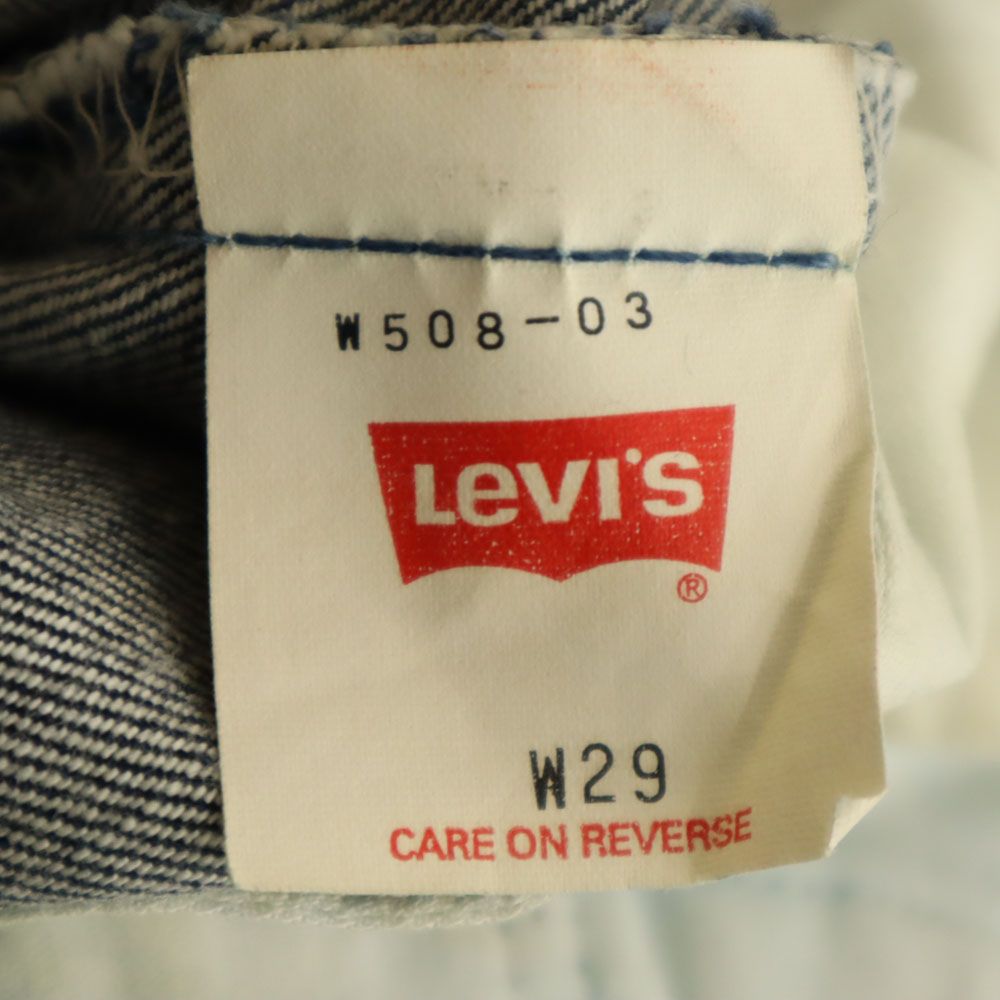 W508-03
LEVI'S
®
W29
CARE ON REVERSE